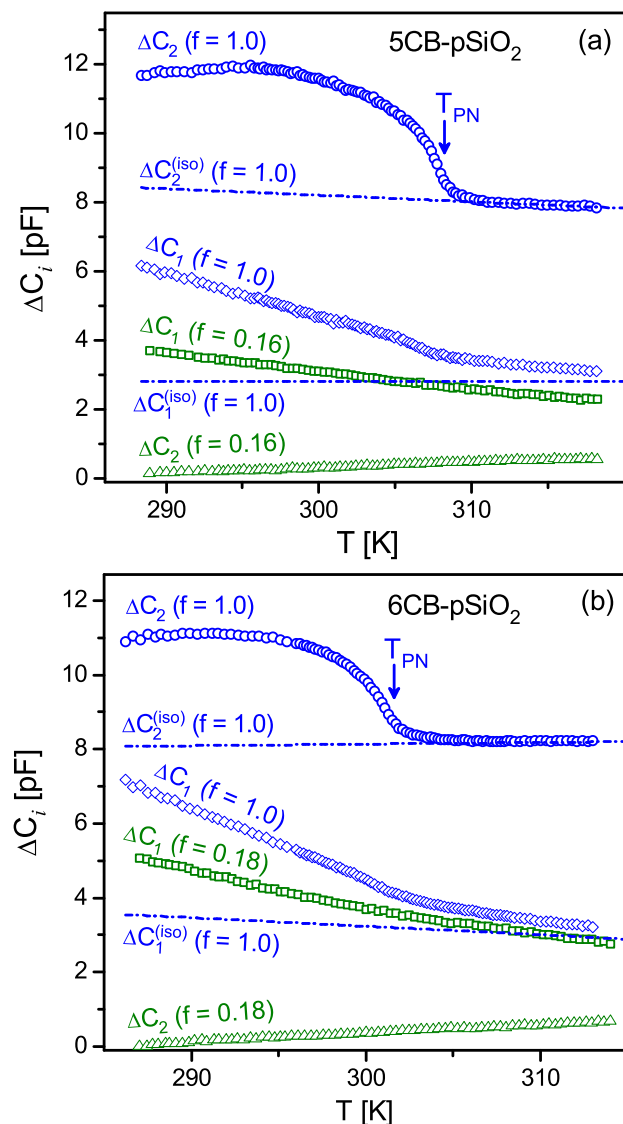 ΔC₂ (f = 1.0)
5CB-pSiO₂
(a)
T_PN
ΔC₂⁽ⁱˢᵒ⁾ (f = 1.0)
ΔC₁ (f = 1.0)
ΔC₁ (f = 0.16)
ΔC₁⁽ⁱˢᵒ⁾ (f = 1.0)
ΔC₂ (f = 0.16)
ΔCᵢ [pF]
12
10
8
6
4
2
0
290
300
310
T [K]
ΔC₂ (f = 1.0)
6CB-pSiO₂
(b)
T_PN
ΔC₂⁽ⁱˢᵒ⁾ (f = 1.0)
ΔC₁ (f = 1.0)
ΔC₁ (f = 0.18)
ΔC₁⁽ⁱˢᵒ⁾ (f = 1.0)
ΔC₂ (f = 0.18)
ΔCᵢ [pF]
12
10
8
6
4
2
0
290
300
310
T [K]